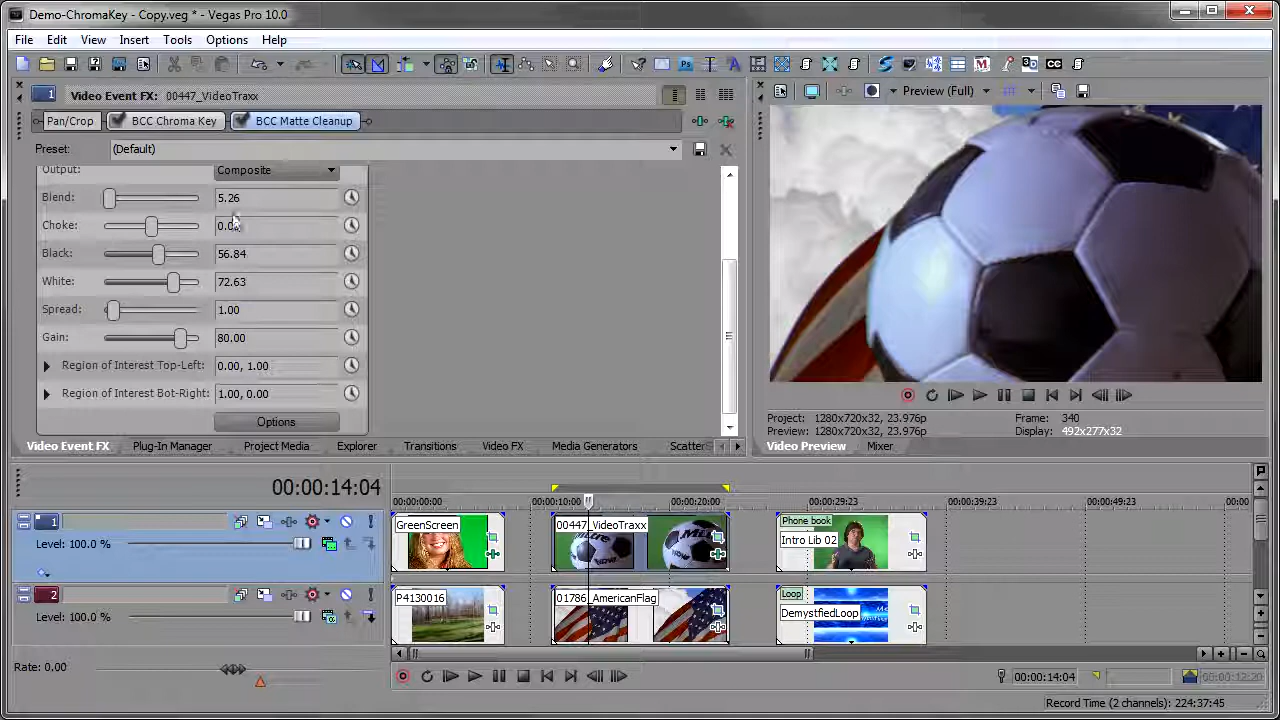 Demo-ChromaKey - Copy.veg * - Vegas Pro 10.0
File Edit View Insert Tools Options Help
Video Event FX: 00447_VideoTraxx
Preview (Full)
Pan/Crop BCC Chroma Key BCC Matte Cleanup
Preset: (Default)
Output: Composite
Blend: 5.26
Choke:
Black: 56.84
White: 72.63
Spread: 1.00
Gain: 80.00
Region of Interest Top-Left: 0.00, 1.00
Region of Interest Bot-Right: 1.00, 0.00
Options
Project: 1280x720x32, 23.976p Frame: 340
Preview: 1280x720x32, 23.976p Display: 492x277x32
Video Event FX Plug-In Manager Project Media Explorer Transitions Video FX Media Generators Video Preview Mixer
00:00:14:04
00:00:00:00 00:00:10:00 00:00:20:00 00:00:29:23 00:00:39:23 00:00:49:23 00:00
1 GreenScreen 00447_VideoTraxx Phone book
Level: 100.0 % Intro Lib 02
2 P4130016 01786_AmericanFlag Loop
Level: 100.0 % DemystfiedLoop
Rate: 0.00
00:00:14:04 00:00:12:20
Record Time (2 channels): 224:37:45